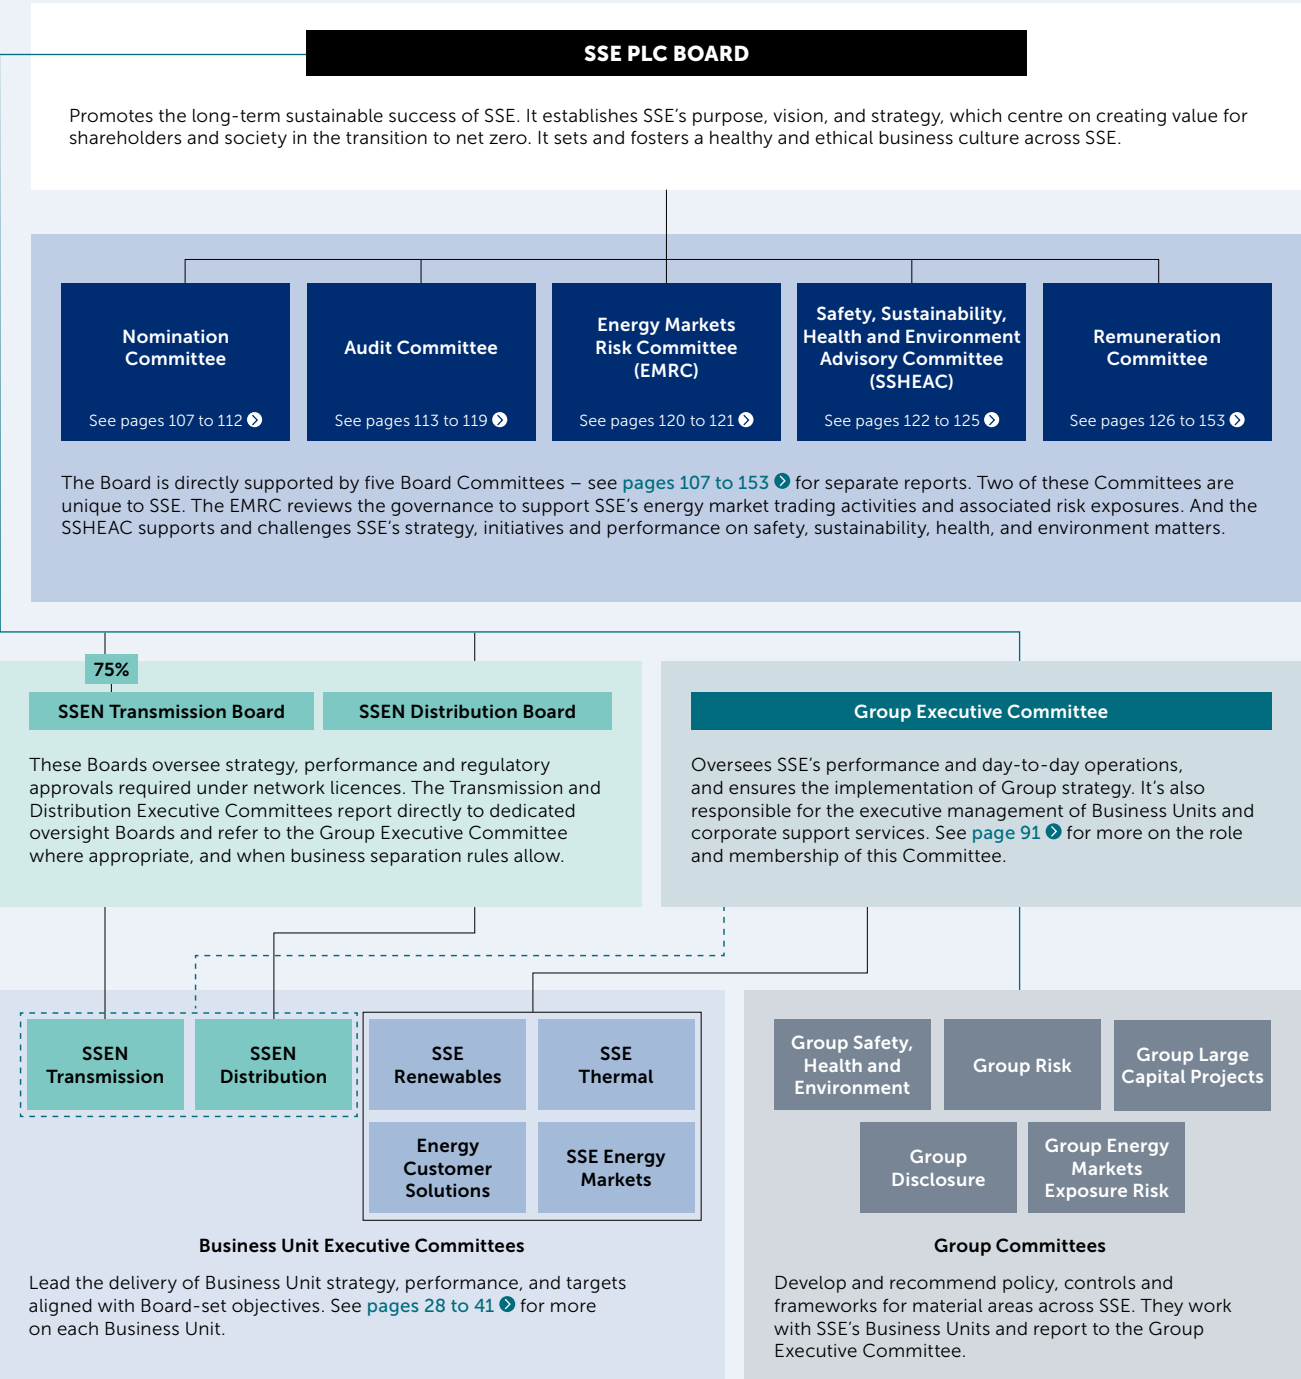 SSE PLC BOARD
Promotes the long-term sustainable success of SSE. It establishes SSE's purpose, vision, and strategy, which centre on creating value for
shareholders and society in the transition to net zero. It sets and fosters a healthy and ethical business culture across SSE.
Nomination
Committee
See pages 107 to 112
Audit Committee
See pages 113 to 119
Energy Markets
Risk Committee
(EMRC)
See pages 120 to 121
Safety, Sustainability,
Health and Environment
Advisory Committee
(SSHEAC)
See pages 122 to 125
Remuneration
Committee
See pages 126 to 153
The Board is directly supported by five Board Committees – see pages 107 to 153 for separate reports. Two of these Committees are
unique to SSE. The EMRC reviews the governance to support SSE's energy market trading activities and associated risk exposures. And the
SSHEAC supports and challenges SSE's strategy, initiatives and performance on safety, sustainability, health, and environment matters.
75%
SSEN Transmission Board
SSEN Distribution Board
These Boards oversee strategy, performance and regulatory
approvals required under network licences. The Transmission and
Distribution Executive Committees report directly to dedicated
oversight Boards and refer to the Group Executive Committee
where appropriate, and when business separation rules allow.
Group Executive Committee
Oversees SSE's performance and day-to-day operations,
and ensures the implementation of Group strategy. It's also
responsible for the executive management of Business Units and
corporate support services. See page 91 for more on the role
and membership of this Committee.
SSEN
Transmission
SSEN
Distribution
SSE
Renewables
SSE
Thermal
Energy
Customer
Solutions
SSE Energy
Markets
Business Unit Executive Committees
Lead the delivery of Business Unit strategy, performance, and targets
aligned with Board-set objectives. See pages 28 to 41 for more
on each Business Unit.
Group Safety,
Health and
Environment
Group Risk
Group Large
Capital Projects
Group
Disclosure
Group Energy
Markets
Exposure Risk
Group Committees
Develop and recommend policy, controls and
frameworks for material areas across SSE. They work
with SSE's Business Units and report to the Group
Executive Committee.